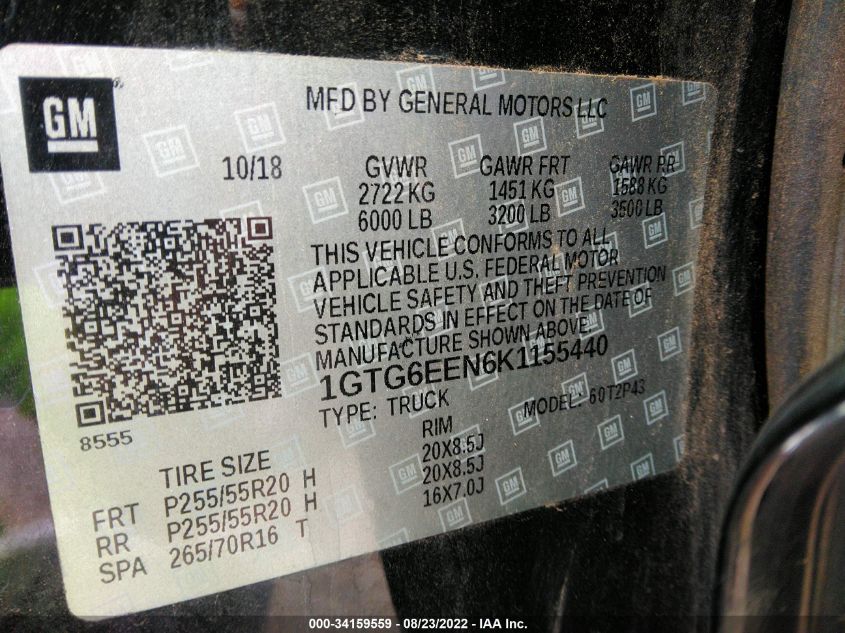 GM
MFD BY GENERAL MOTORS LLC
10/18 GVWR GAWR FRT GAWR RR
2722 KG 1451 KG 1588 KG
6000 LB 3200 LB 3500 LB
THIS VEHICLE CONFORMS TO ALL
APPLICABLE U.S. FEDERAL MOTOR
VEHICLE SAFETY AND THEFT PREVENTION
STANDARDS IN EFFECT ON THE DATE OF
MANUFACTURE SHOWN ABOVE.
1GTG6EEN6K1155440
TYPE: TRUCK MODEL: 60T2P43
8555
TIRE SIZE RIM
FRT P255/55R20 H 20X8.5J
RR P255/55R20 H 20X8.5J
SPA 265/70R16 T 16X7.0J
000-34159559 - 08/23/2022 - IAA Inc.